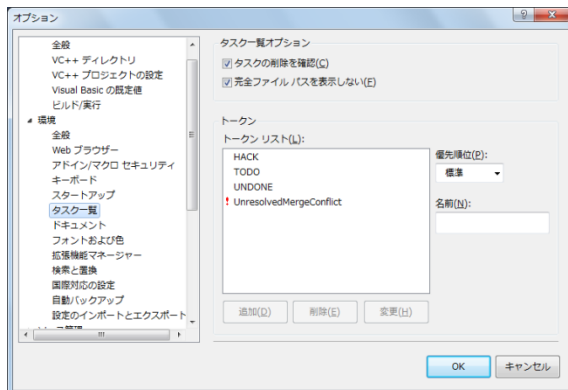 オプション
全般
VC++ ディレクトリ
VC++ プロジェクトの設定
Visual Basic の既定値
ビルド/実行
環境
全般
Web ブラウザー
アドイン/マクロ セキュリティ
キーボード
スタートアップ
タスク一覧
ドキュメント
フォントおよび色
拡張機能マネージャー
検索と置換
国際対応の設定
自動バックアップ
設定のインポートとエクスポート
タスク一覧オプション
タスクの削除を確認(C)
完全ファイル パスを表示しない(F)
トークン
トークン リスト(L):
HACK
TODO
UNDONE
! UnresolvedMergeConflict
優先順位(P):
標準
名前(N):
追加(D) 削除(E) 変更(H)
OK キャンセル